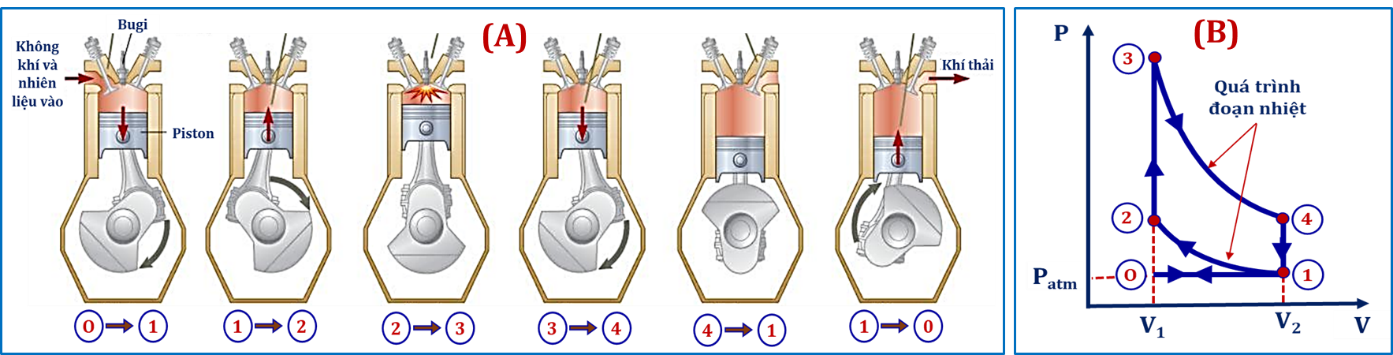 Bugi
(A)
Không
khí và
nhiên
liệu vào
Piston
Khí thải
0 → 1
1 → 2
2 → 3
3 → 4
4 → 1
1 → 0
(B)
P
3
Quá trình
đoạn nhiệt
2
4
Patm
0
1
V1
V2
V